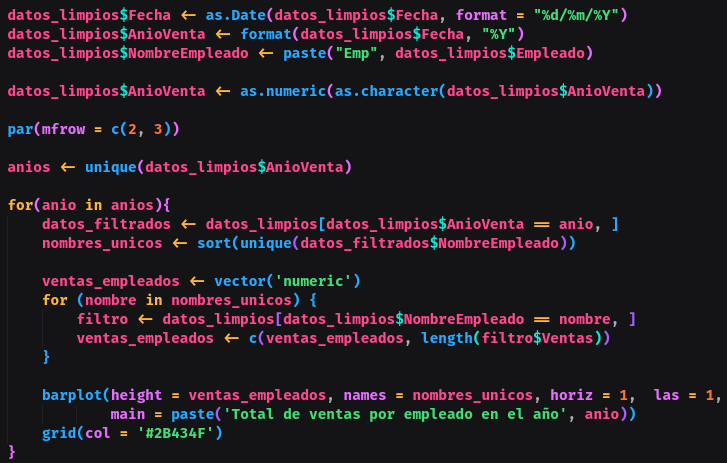 datos_limpios$Fecha <- as.Date(datos_limpios$Fecha, format = "%d/%m/%Y")
datos_limpios$AnioVenta <- format(datos_limpios$Fecha, "%Y")
datos_limpios$NombreEmpleado <- paste("Emp", datos_limpios$Empleado)
datos_limpios$AnioVenta <- as.numeric(as.character(datos_limpios$AnioVenta))
par(mfrow = c(2, 3))
anios <- unique(datos_limpios$AnioVenta)
for(anio in anios){
    datos_filtrados <- datos_limpios[datos_limpios$AnioVenta == anio, ]
    nombres_unicos <- sort(unique(datos_filtrados$NombreEmpleado))
    ventas_empleados <- vector('numeric')
    for (nombre in nombres_unicos) {
        filtro <- datos_limpios[datos_limpios$NombreEmpleado == nombre, ]
        ventas_empleados <- c(ventas_empleados, length(filtro$Ventas))
    }
    barplot(height = ventas_empleados, names = nombres_unicos, horiz = 1,  las = 1,
            main = paste('Total de ventas por empleado en el año', anio))
    grid(col = '#2B434F')
}